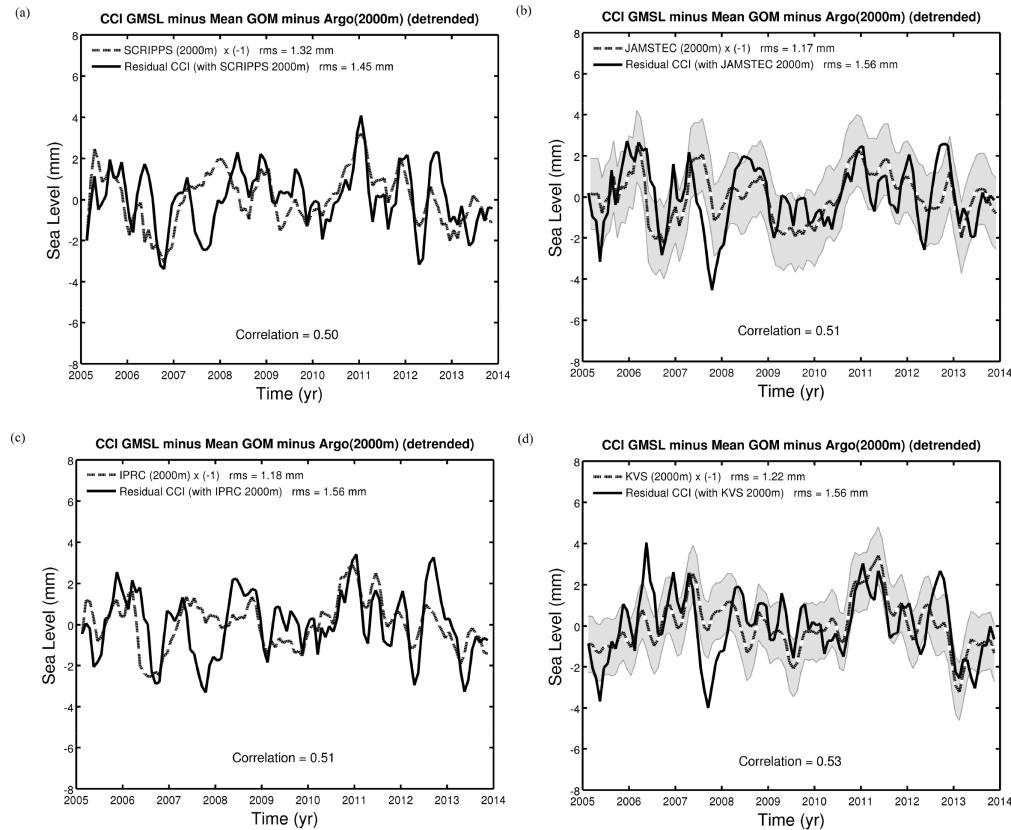 (a)
CCI GMSL minus Mean GOM minus Argo(2000m) (detrended)
SCRIPPS (2000m) x (-1) rms = 1.32 mm
Residual CCI (with SCRIPPS 2000m) rms = 1.45 mm
8
6
4
2
0
-2
-4
-6
-8
Sea Level (mm)
Correlation = 0.50
2005 2006 2007 2008 2009 2010 2011 2012 2013 2014
Time (yr)
(b)
CCI GMSL minus Mean GOM minus Argo(2000m) (detrended)
JAMSTEC (2000m) x (-1) rms = 1.17 mm
Residual CCI (with JAMSTEC 2000m) rms = 1.56 mm
8
6
4
2
0
-2
-4
-6
-8
Sea Level (mm)
Correlation = 0.51
2005 2006 2007 2008 2009 2010 2011 2012 2013 2014
Time (yr)
(c)
CCI GMSL minus Mean GOM minus Argo(2000m) (detrended)
IPRC (2000m) x (-1) rms = 1.18 mm
Residual CCI (with IPRC 2000m) rms = 1.56 mm
8
6
4
2
0
-2
-4
-6
-8
Sea Level (mm)
Correlation = 0.51
2005 2006 2007 2008 2009 2010 2011 2012 2013 2014
Time (yr)
(d)
CCI GMSL minus Mean GOM minus Argo(2000m) (detrended)
KVS (2000m) x (-1) rms = 1.22 mm
Residual CCI (with KVS 2000m) rms = 1.56 mm
8
6
4
2
0
-2
-4
-6
-8
Sea Level (mm)
Correlation = 0.53
2005 2006 2007 2008 2009 2010 2011 2012 2013 2014
Time (yr)